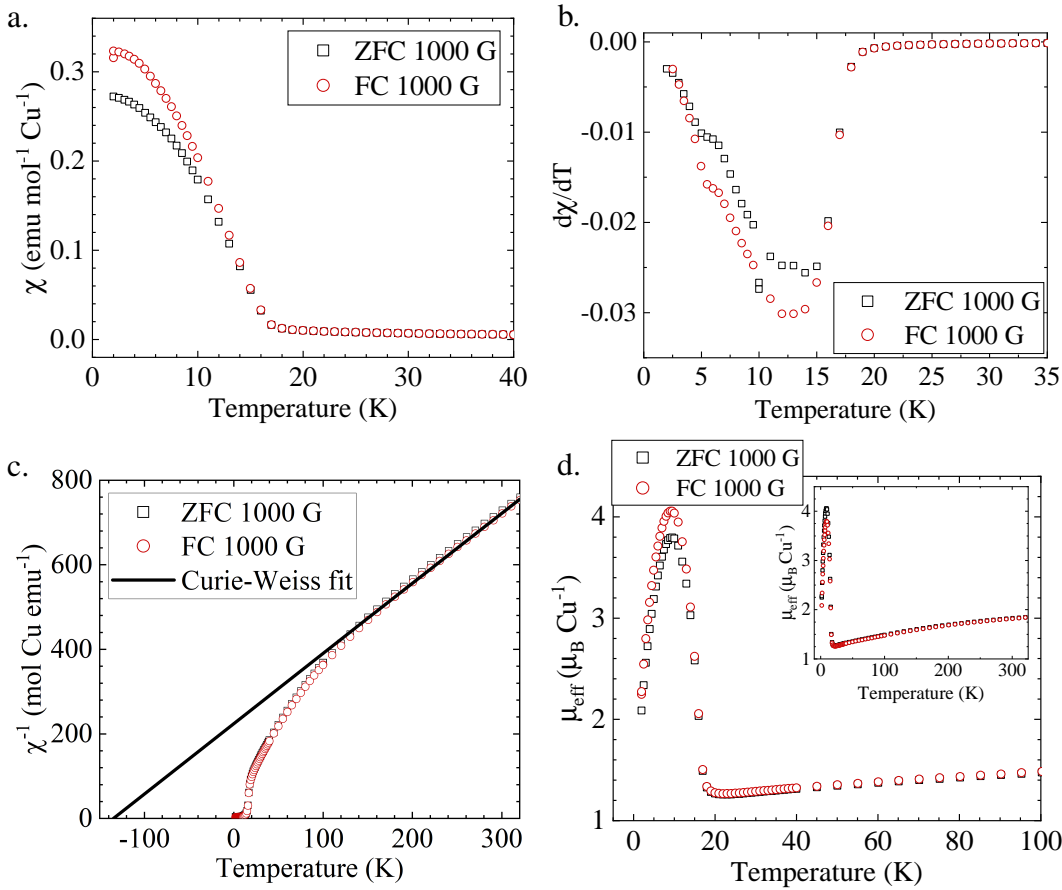 a.
ZFC 1000 G
FC 1000 G
χ (emu mol⁻¹ Cu⁻¹)
0.3
0.2
0.1
0.0
0 10 20 30 40
Temperature (K)
b.
dχ/dT
0.00
-0.01
-0.02
-0.03
ZFC 1000 G
FC 1000 G
0 5 10 15 20 25 30 35
Temperature (K)
c.
ZFC 1000 G
FC 1000 G
Curie-Weiss fit
χ⁻¹ (mol Cu emu⁻¹)
800
600
400
200
0
-100 0 100 200 300
Temperature (K)
d.
ZFC 1000 G
FC 1000 G
μeff (μB Cu⁻¹)
4
3
2
1
0 20 40 60 80 100
Temperature (K)
μeff (μB Cu⁻¹)
4
3
2
1
0 100 200 300
Temperature (K)